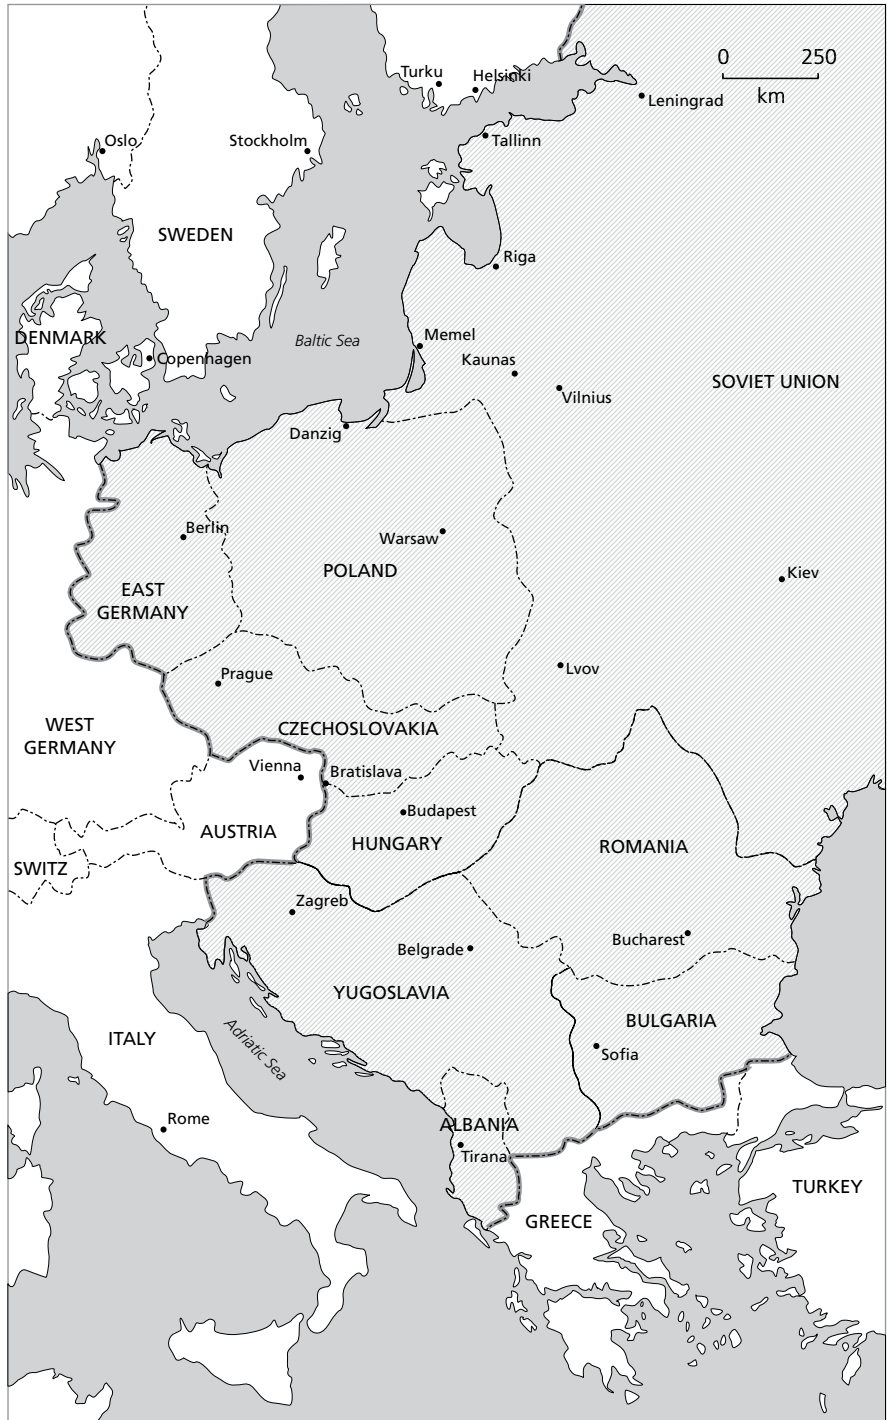 0 250
km
Turku
Helsinki
Leningrad
Oslo
Stockholm
Tallinn
SWEDEN
Riga
DENMARK
Copenhagen
Baltic Sea
Memel
Kaunas
Vilnius
SOVIET UNION
Danzig
Berlin
Warsaw
POLAND
EAST
GERMANY
Kiev
Lvov
Prague
WEST
GERMANY
CZECHOSLOVAKIA
Vienna
Bratislava
Budapest
AUSTRIA
HUNGARY
ROMANIA
SWITZ
Zagreb
Belgrade
Bucharest
YUGOSLAVIA
BULGARIA
ITALY
Adriatic Sea
Sofia
Rome
ALBANIA
Tirana
TURKEY
GREECE